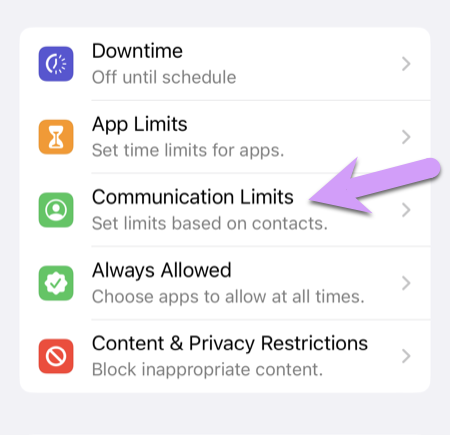 Downtime
Off until schedule
App Limits
Set time limits for apps.
Communication Limits
Set limits based on contacts.
Always Allowed
Choose apps to allow at all times.
Content & Privacy Restrictions
Block inappropriate content.